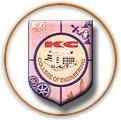 KC
COLLEGE OF ENGINEERING